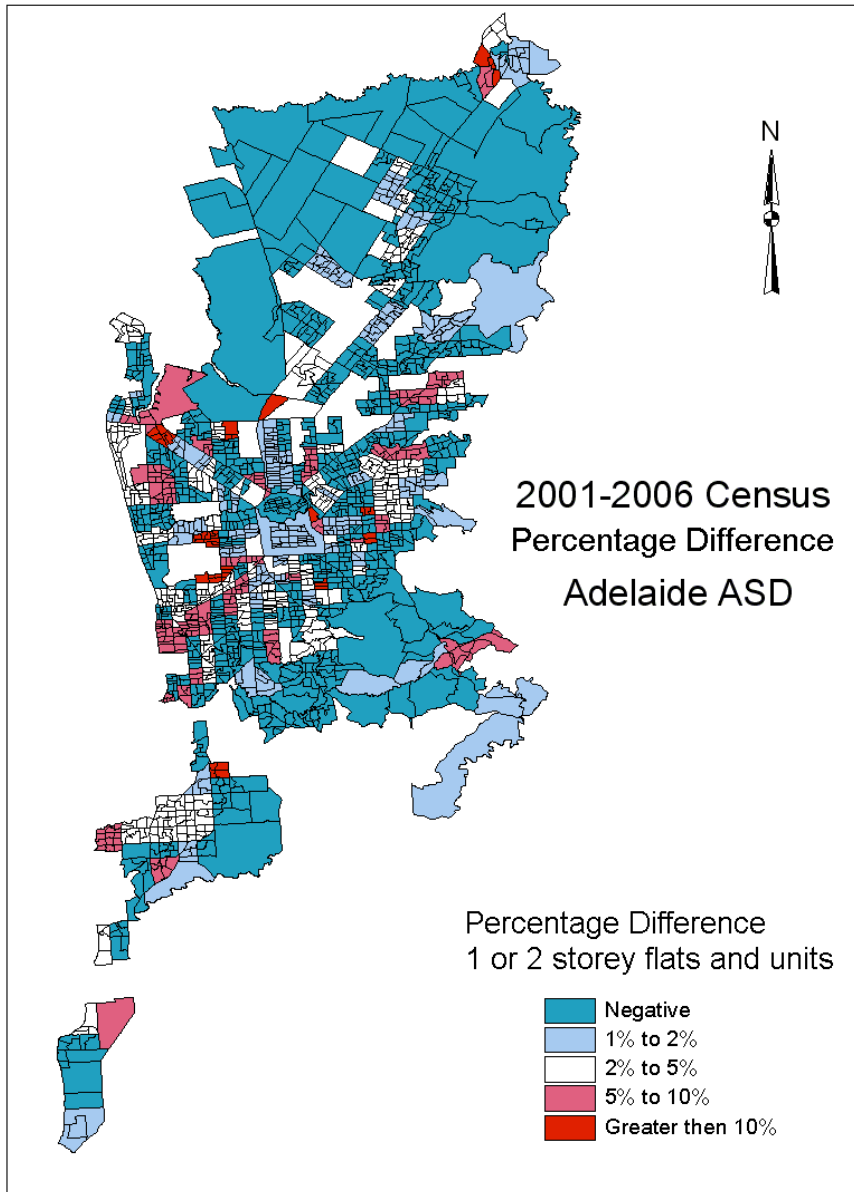 N
2001-2006 Census
Percentage Difference
Adelaide ASD
Percentage Difference
1 or 2 storey flats and units
Negative
1% to 2%
2% to 5%
5% to 10%
Greater then 10%